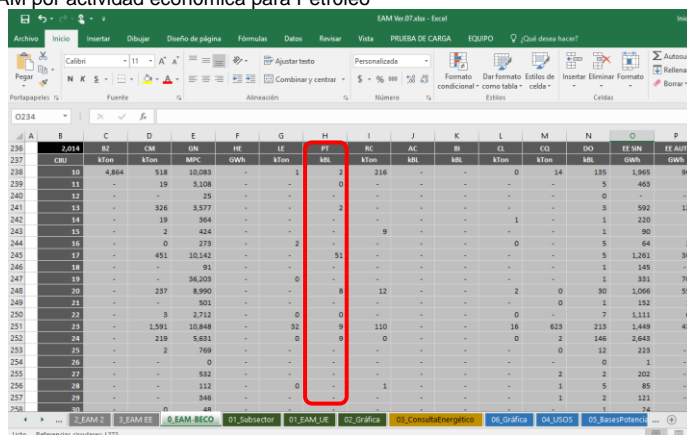 AM por actividad económica para Petróleo
EAM Ver.07.xlsx - Excel
Archivo Inicio Insertar Dibujar Diseño de página Fórmulas Datos Revisar Vista PRUEBA DE CARGA EQUIPO ¿Qué desea hacer?
Pegar Calibri 11 Ajustar texto Personalizada Autosu
N K S Combinar y centrar $ % 000 Formato condicional Dar formato como tabla Estilos de celda Insertar Eliminar Formato Rellena
Borrar
Portapapeles Fuente Alineación Número Estilos Celdas
O234 fx
A B C D E F G H I J K L M N O P
236 2,014 BZ CM GN HE LE PT RC AC BI CL CQ DO EE SIN EE AUT
237 CIIU kTon kTon MPC GWh kTon kBL kTon kBL kBL kTon kTon kBL GWh GWh
238 10 4,864 518 10,083 - 1 2 216 - - 0 14 135 1,965
239 11 - 19 3,108 - - 0 - - - - - 5 463
240 12 - - 25 - - - - - - - - 0 -
241 13 - 326 3,577 - - 2 - - - - - 3 592
242 14 - 19 364 - - - - - - 1 - 1 220
243 15 - 2 424 - - - 9 - - - - 1 90
244 16 - 0 273 - 2 - - - - 0 - 5 64
245 17 - 451 10,142 - - 51 - - - - - 5 1,261
246 18 - - 91 - - - - - - - - 1 145
247 19 - - 36,203 - 0 - - - - - - 1 331
248 20 - 237 8,990 - - 8 12 - - 2 0 30 1,066
249 21 - - 501 - - - - - - - 0 1 152
250 22 - 3 2,712 - 0 0 - - - 0 - 7 1,111
251 23 - 1,591 10,848 - 32 9 110 - - 16 623 213 1,449
252 24 - 219 5,631 - 0 9 0 - - 0 2 146 2,643
253 25 - 2 769 - - - - - - - 0 12 223
254 26 - - 0 - - - - - - - - 0 1
256 27 - - 532 - - - - - - - 2 2 202
256 28 - - 112 - 0 - 1 - - - 1 5 85
257 29 - - 346 - - - - - - - 1 2 121
258 30 - 0 48 - - - - - - - - 1 24
... 2_EAM 2 3_EAM EE 0_EAM-BECO 01_Subsector 01_EAM_UE 02_Gráfica 03_ConsultaEnergético 06_Gráfica 04_USOS 05_BasesPotencia ...
Listo Referencias circulares: L272